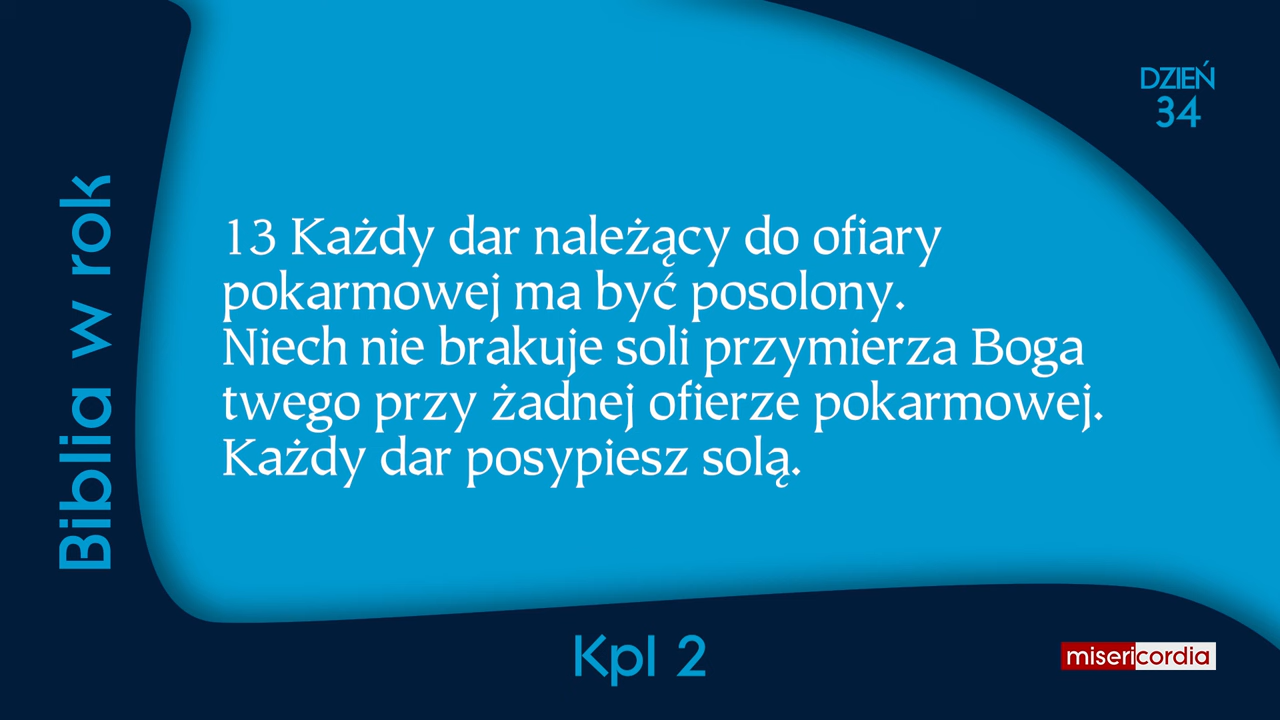 DZIEŃ
34
Biblia w rok
13 Każdy dar należący do ofiary
pokarmowej ma być posolony.
Niech nie brakuje soli przymierza Boga
twego przy żadnej ofierze pokarmowej.
Każdy dar posypiesz solą.
Kpl 2
misericordia